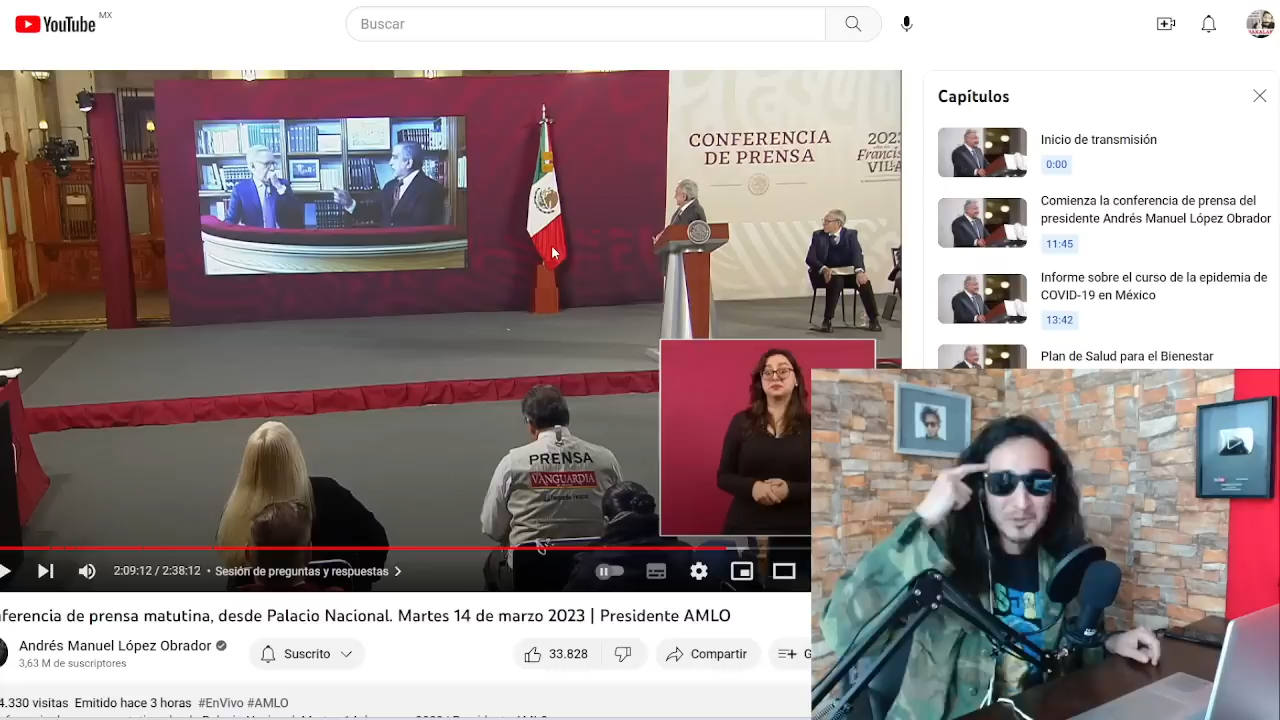 YouTube MX
Buscar
CONFERENCIA
DE PRENSA
Capítulos
Inicio de transmisión
0:00
Comienza la conferencia de prensa del
presidente Andrés Manuel López Obrador
11:45
Informe sobre el curso de la epidemia de
COVID-19 en México
13:42
Plan de Salud para el Bienestar
PRENSA
VANGUARDIA
2:09:12 / 2:38:12 • Sesión de preguntas y respuestas
ferencia de prensa matutina, desde Palacio Nacional. Martes 14 de marzo 2023 | Presidente AMLO
Andrés Manuel López Obrador
3,63 M de suscriptores
Suscrito
33.828
Compartir
G
4.330 visitas Emitido hace 3 horas #EnVivo #AMLO